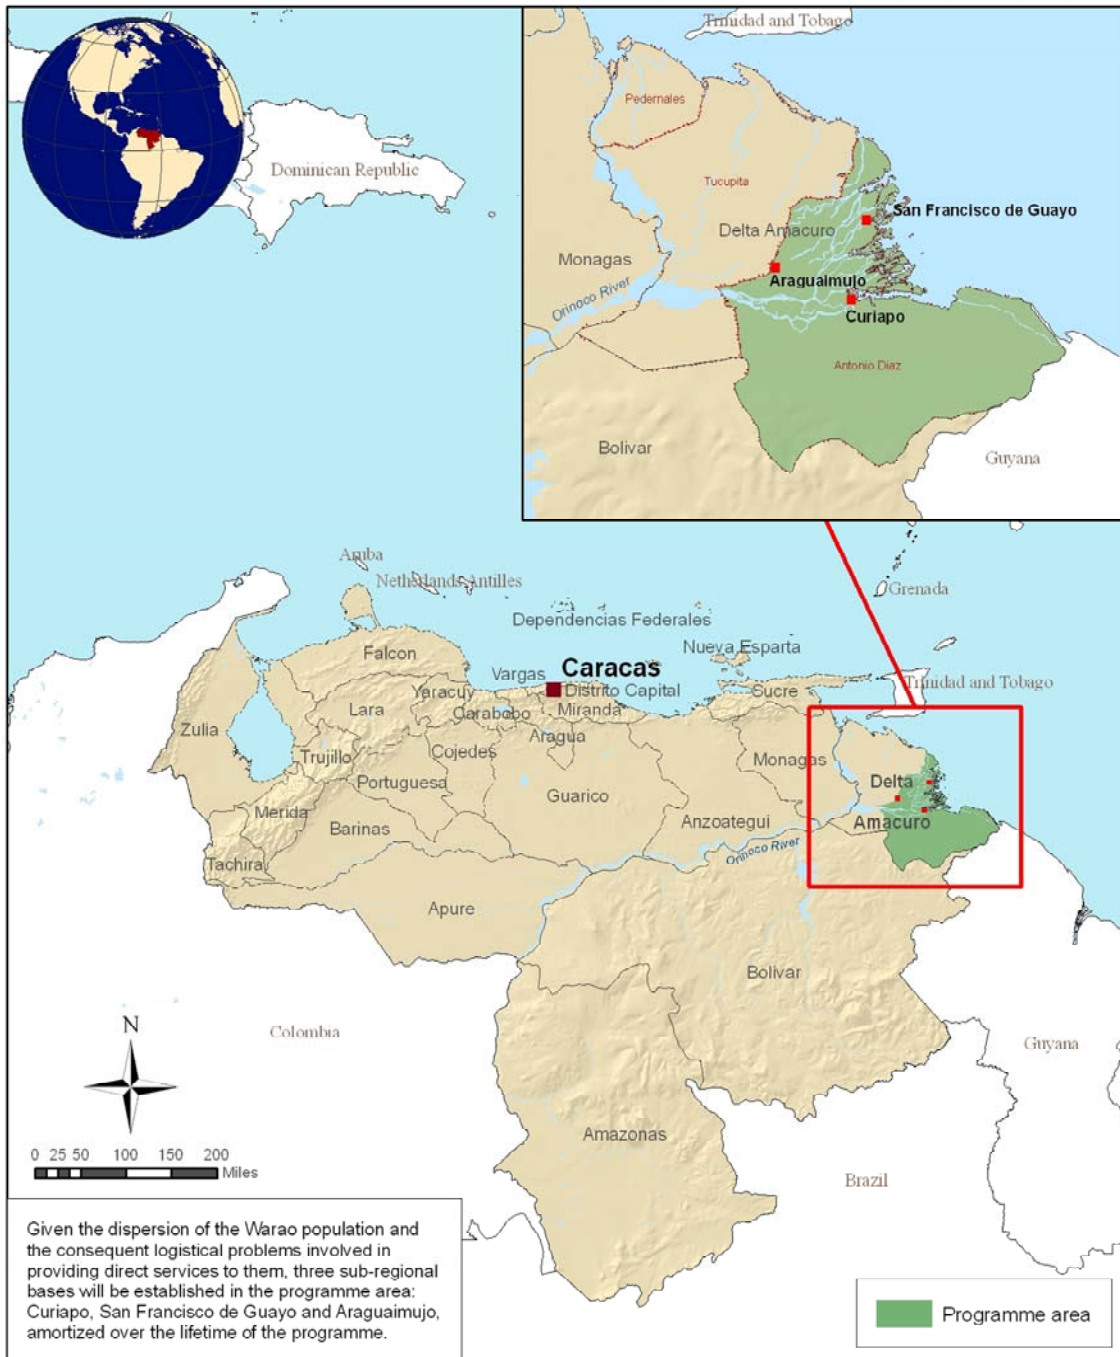 Trinidad and Tobago
Pedernales
Dominican Republic
Tucupita
San Francisco de Guayo
Delta Amacuro
Monagas
Araguaimujo
Orinoco River
Curiapo
Antonio Diaz
Bolivar
Guyana
Aruba
Netherlands Antilles
Grenada
Dependencias Federales
Nueva Esparta
Falcon
Vargas
Caracas
Trinidad and Tobago
Yaracuy
Distrito Capital
Sucre
Lara
Carabobo
Miranda
Zulia
Aragua
Trujillo
Cojedes
Monagas
Portuguesa
Delta
Guarico
Merida
Anzoategui
Amacuro
Barinas
Orinoco River
Tachira
Apure
Bolivar
N
Colombia
Guyana
Amazonas
0 25 50 100 150 200
Miles
Brazil
Given the dispersion of the Warao population and
the consequent logistical problems involved in
providing direct services to them, three sub-regional
bases will be established in the programme area:
Curiapo, San Francisco de Guayo and Araguaimujo,
amortized over the lifetime of the programme.
Programme area